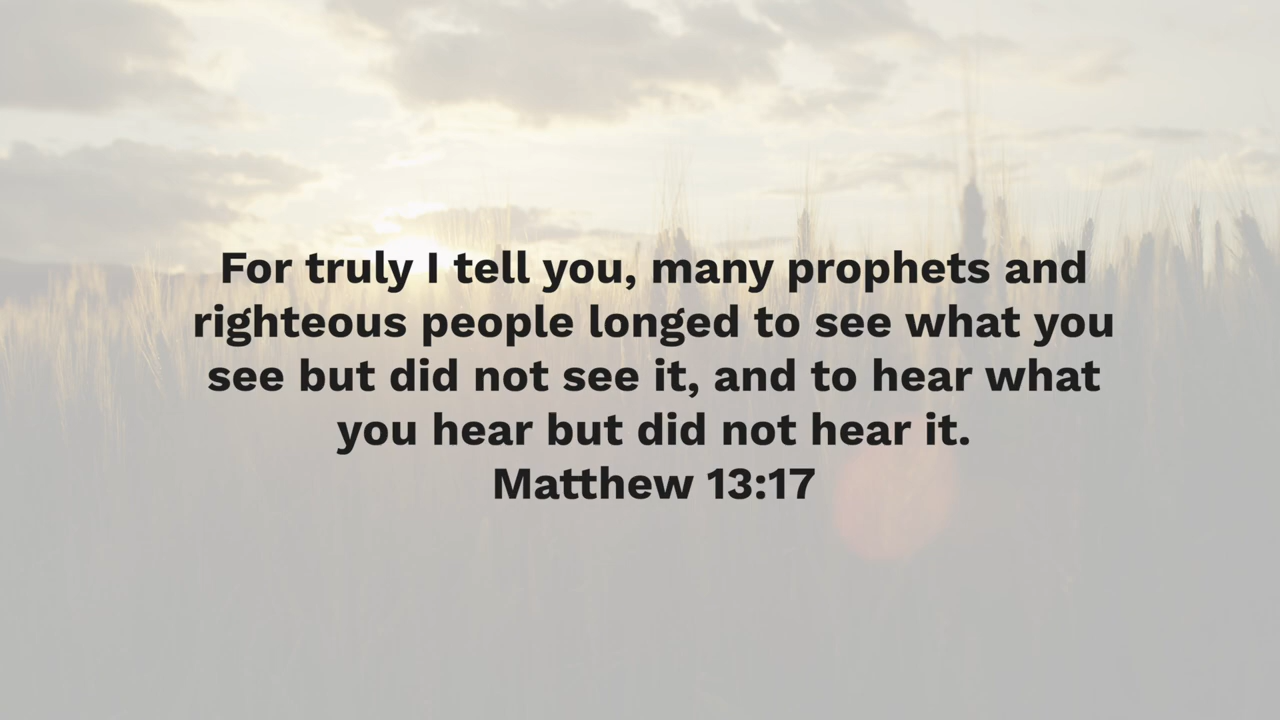 For truly I tell you, many prophets and
righteous people longed to see what you
see but did not see it, and to hear what
you hear but did not hear it.
Matthew 13:17